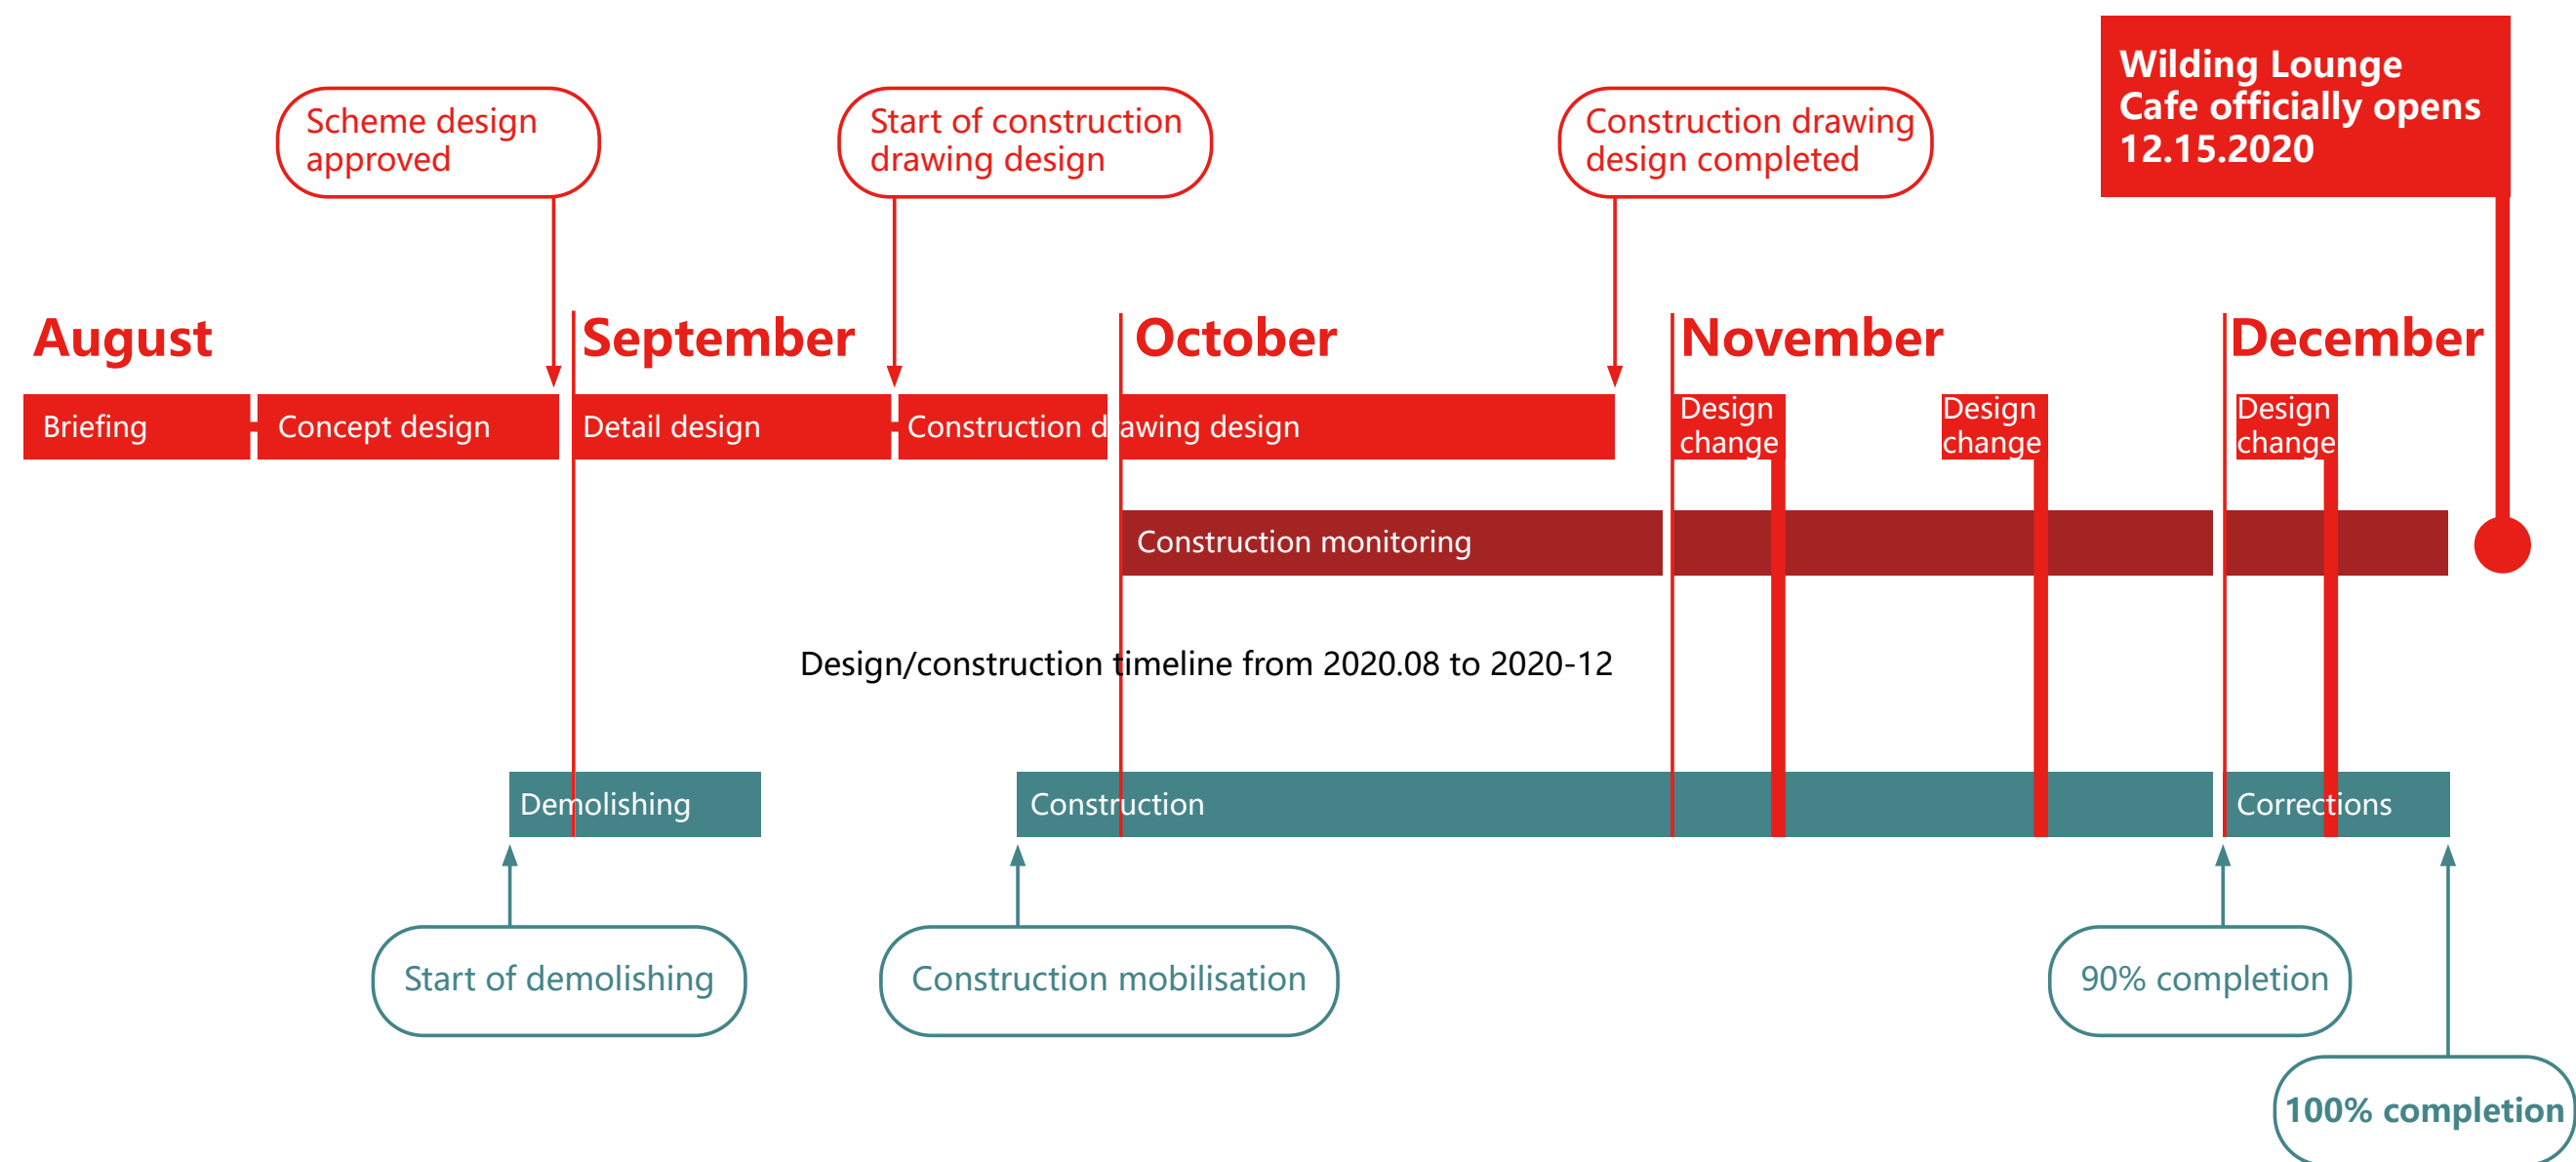 Wilding Lounge
Cafe officially opens
12.15.2020
Scheme design
approved
Start of construction
drawing design
Construction drawing
design completed
August
September
October
November
December
Briefing
Concept design
Detail design
Construction drawing design
Design
change
Design
change
Design
change
Construction monitoring
Design/construction timeline from 2020.08 to 2020-12
Demolishing
Construction
Corrections
Start of demolishing
Construction mobilisation
90% completion
100% completion